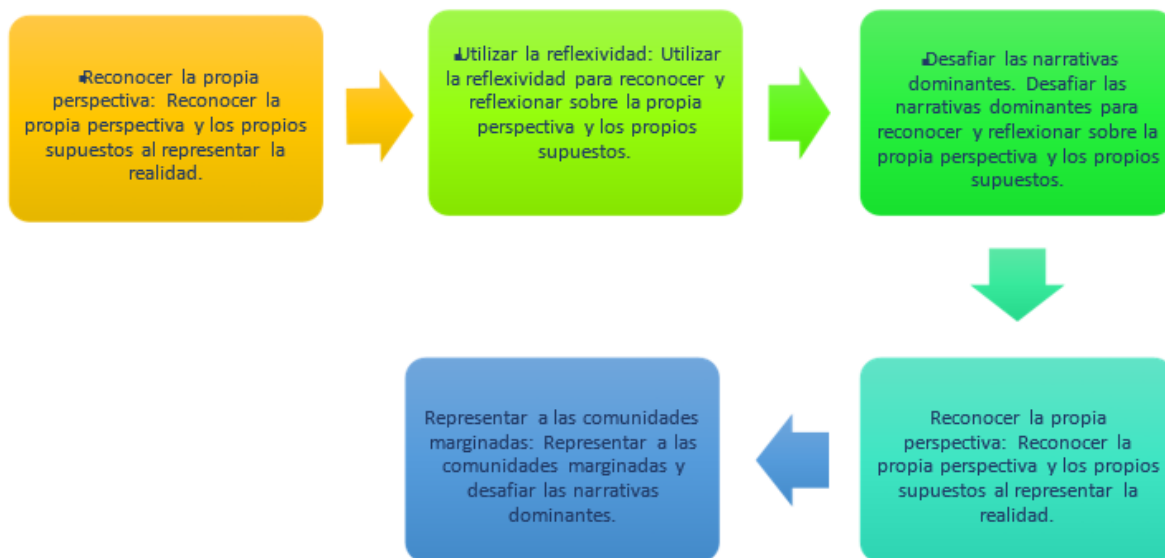 ▪Reconocer la propia
perspectiva: Reconocer la
propia perspectiva y los propios
supuestos al representar la
realidad.
▪Utilizar la reflexividad: Utilizar
la reflexividad para reconocer y
reflexionar sobre la propia
perspectiva y los propios
supuestos.
▪Desafiar las narrativas
dominantes. Desafiar las
narrativas dominantes para
reconocer y reflexionar sobre la
propia perspectiva y los propios
supuestos.
Reconocer la propia
perspectiva: Reconocer la
propia perspectiva y los propios
supuestos al representar la
realidad.
Representar a las comunidades
marginadas: Representar a las
comunidades marginadas y
desafiar las narrativas
dominantes.